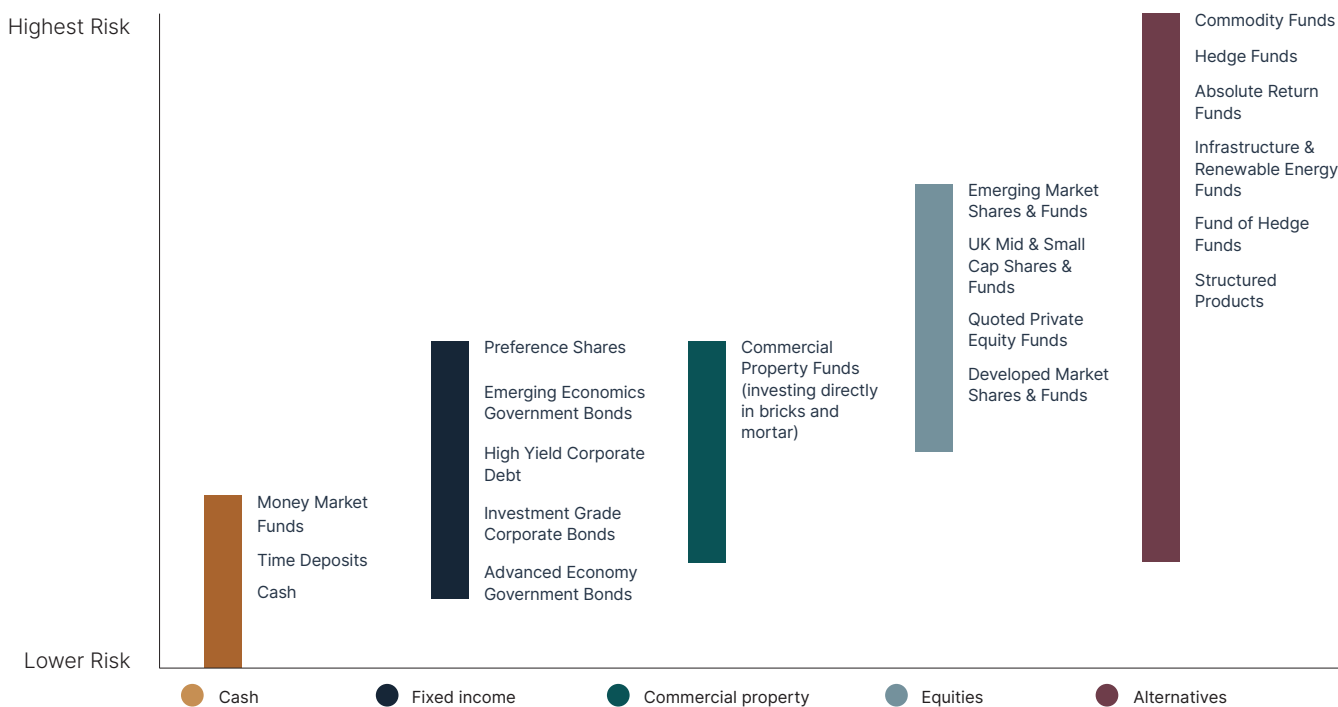 Highest Risk
Lower Risk
Money Market
Funds
Time Deposits
Cash
Preference Shares
Emerging Economics
Government Bonds
High Yield Corporate
Debt
Investment Grade
Corporate Bonds
Advanced Economy
Government Bonds
Commercial
Property Funds
(investing directly
in bricks and
mortar)
Emerging Market
Shares & Funds
UK Mid & Small
Cap Shares &
Funds
Quoted Private
Equity Funds
Developed Market
Shares & Funds
Commodity Funds
Hedge Funds
Absolute Return
Funds
Infrastructure &
Renewable Energy
Funds
Fund of Hedge
Funds
Structured
Products
Cash
Fixed income
Commercial property
Equities
Alternatives